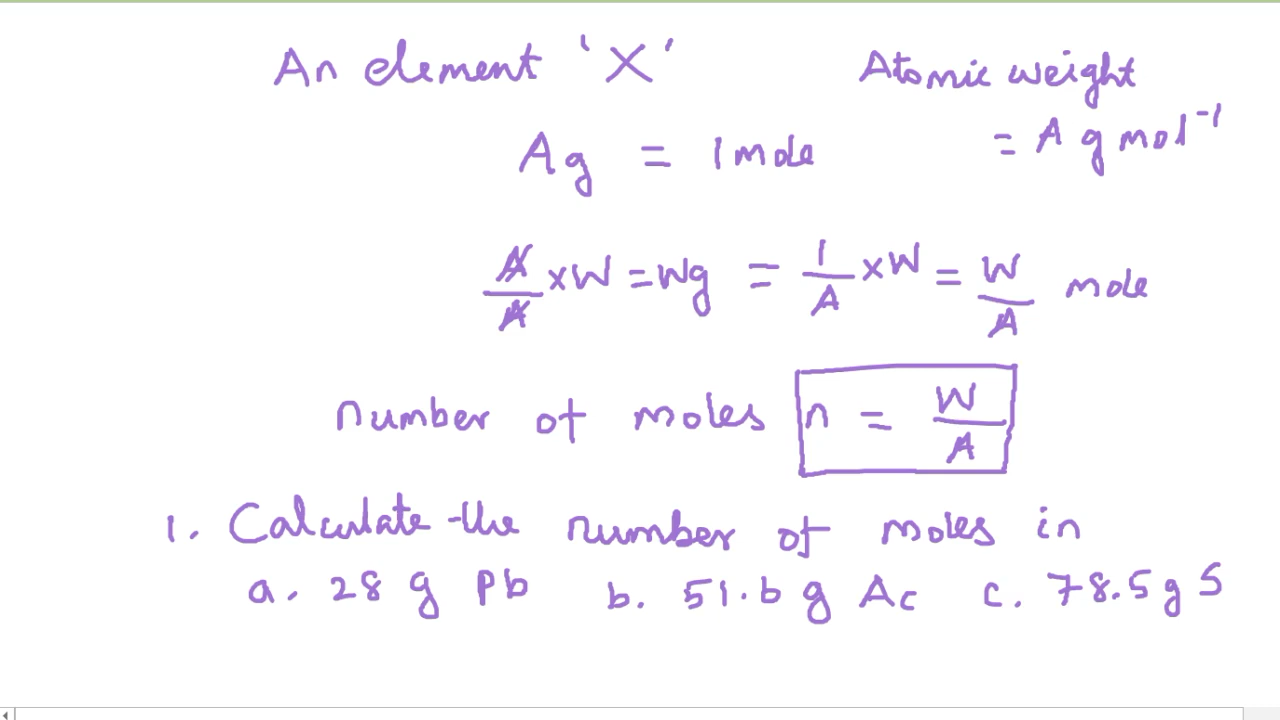 An element 'X' Atomic weight
A g = 1 mole = A g mol⁻¹
A/A × W = Wg = 1/A × W = W/A mole
number of moles n = W/A
1. Calculate the number of moles in
a. 28 g Pb b. 51.6 g Ac c. 78.5 g S